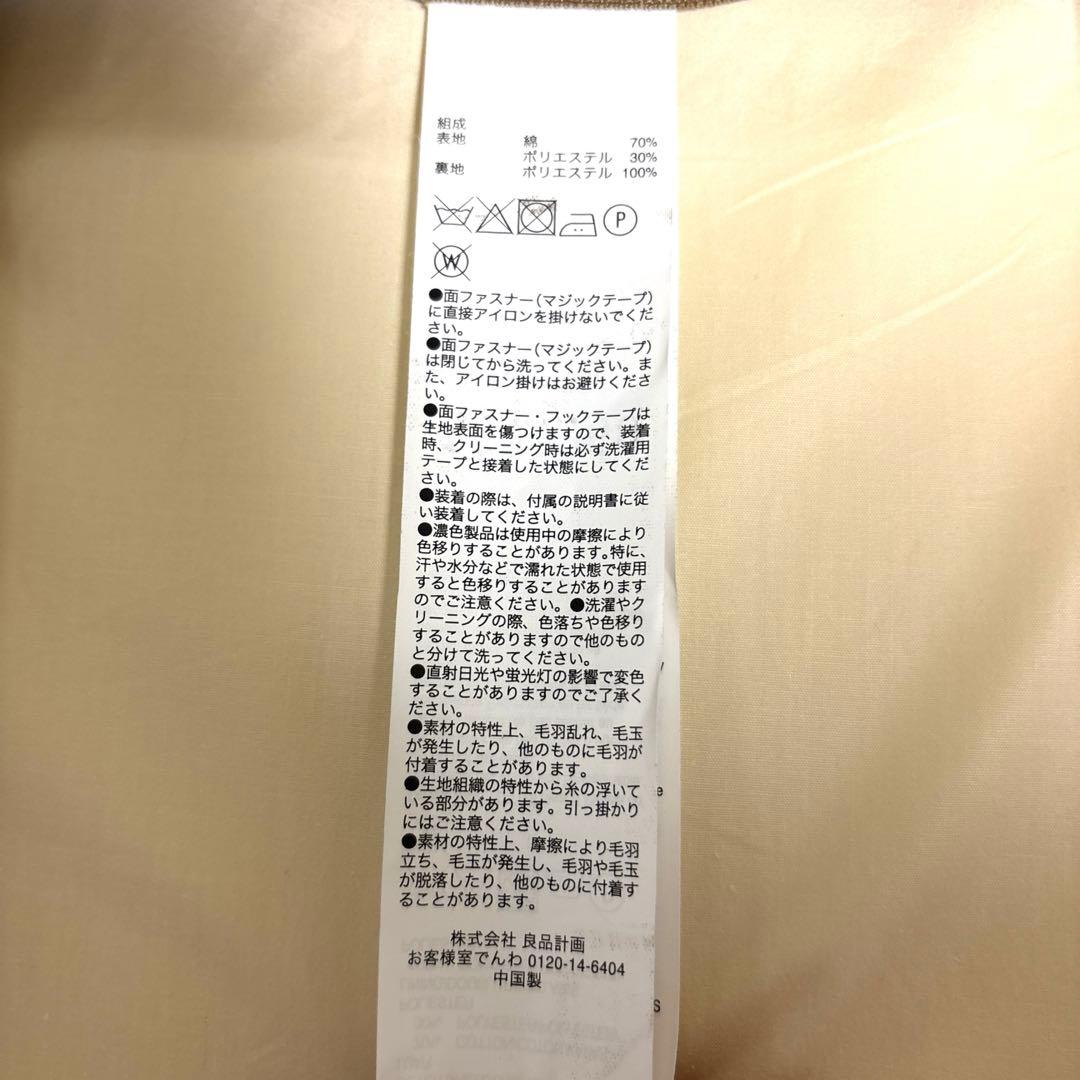 組成
表地 綿 70%
ポリエステル 30%
裏地 ポリエステル 100%
P
W
●面ファスナー(マジックテープ)
に直接アイロンを掛けないでくだ
さい。
●面ファスナー(マジックテープ)
は閉じてから洗ってください。ま
た、アイロン掛けはお避けくださ
い。
●面ファスナー・フックテープは
生地表面を傷つけますので、装着
時、クリーニング時は必ず洗濯用
テープと接着した状態にしてくだ
さい。
●装着の際は、付属の説明書に従
い装着してください。
●濃色製品は使用中の摩擦により
色移りすることがあります。特に、
汗や水分などで濡れた状態で使用
すると色移りすることがあります
のでご注意ください。●洗濯やク
リーニングの際、色落ちや色移り
することがありますので他のもの
と分けて洗ってください。
●直射日光や蛍光灯の影響で変色
することがありますのでご了承く
ださい。
●素材の特性上、毛羽乱れ、毛玉
が発生したり、他のものに毛羽が
付着することがあります。
●生地組織の特性から糸の浮いて
いる部分があります。引っ掛かり
にはご注意ください。
●素材の特性上、摩擦により毛羽
立ち、毛玉が発生し、毛羽や毛玉
が脱落したり、他のものに付着す
ることがあります。
株式会社 良品計画
お客様室でんわ 0120-14-6404
中国製